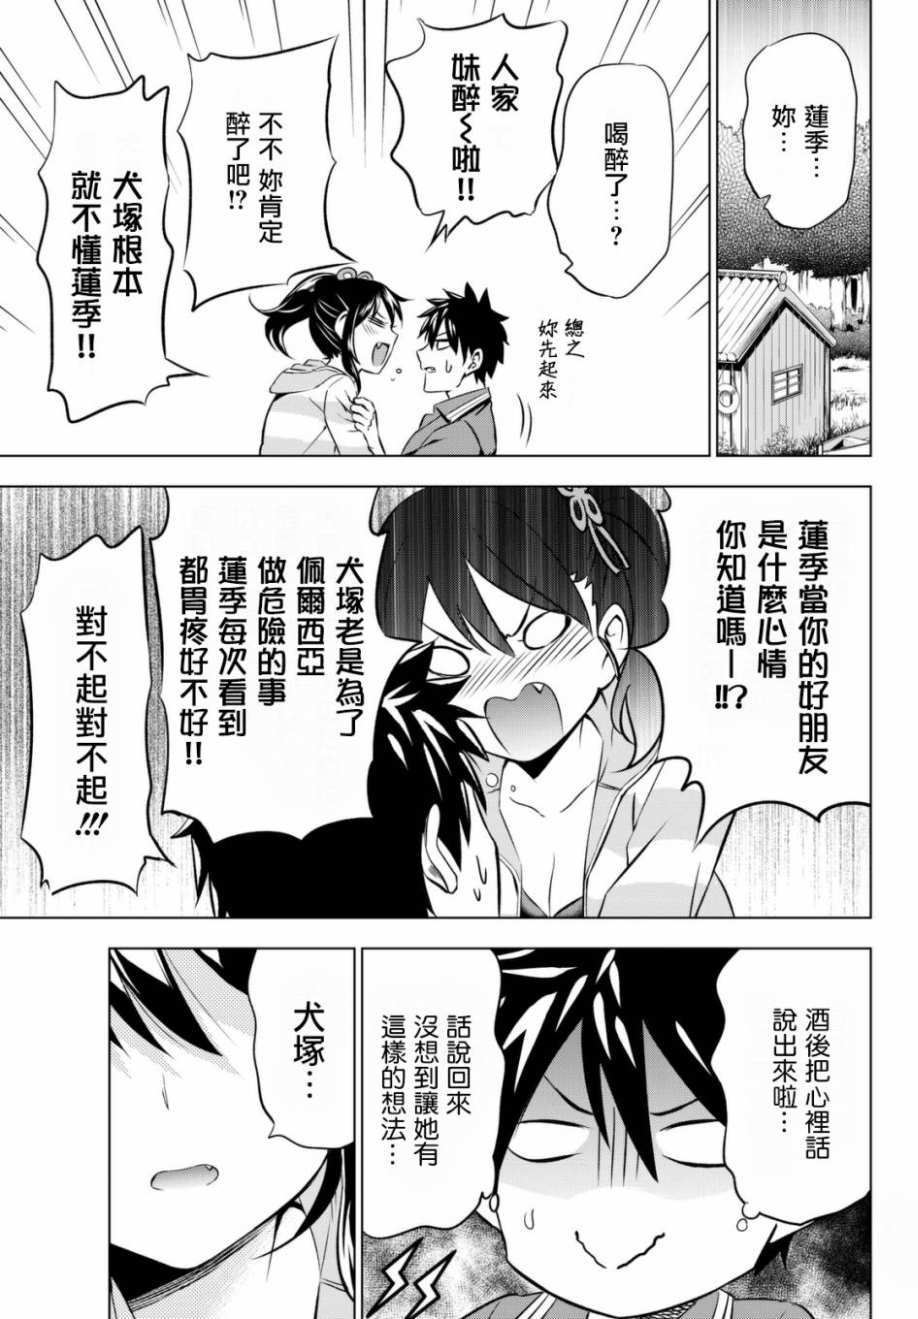 蓮季…
妳…
喝醉了…?
人家
妹醉～啦!!
總之
妳先起來
不不 妳肯定
醉了吧!?
犬塚根本
就不懂蓮季!!
蓮季當你的好朋友
是什麼心情
你知道嗎ー!!?
犬塚老是為了
佩爾西亞
做危險的事
蓮季每次看到
都胃疼好不好!!
對不起對不起!!!
酒後把心裡話
說出來啦…
話說回來
沒想到讓她有
這樣的想法…
犬塚…